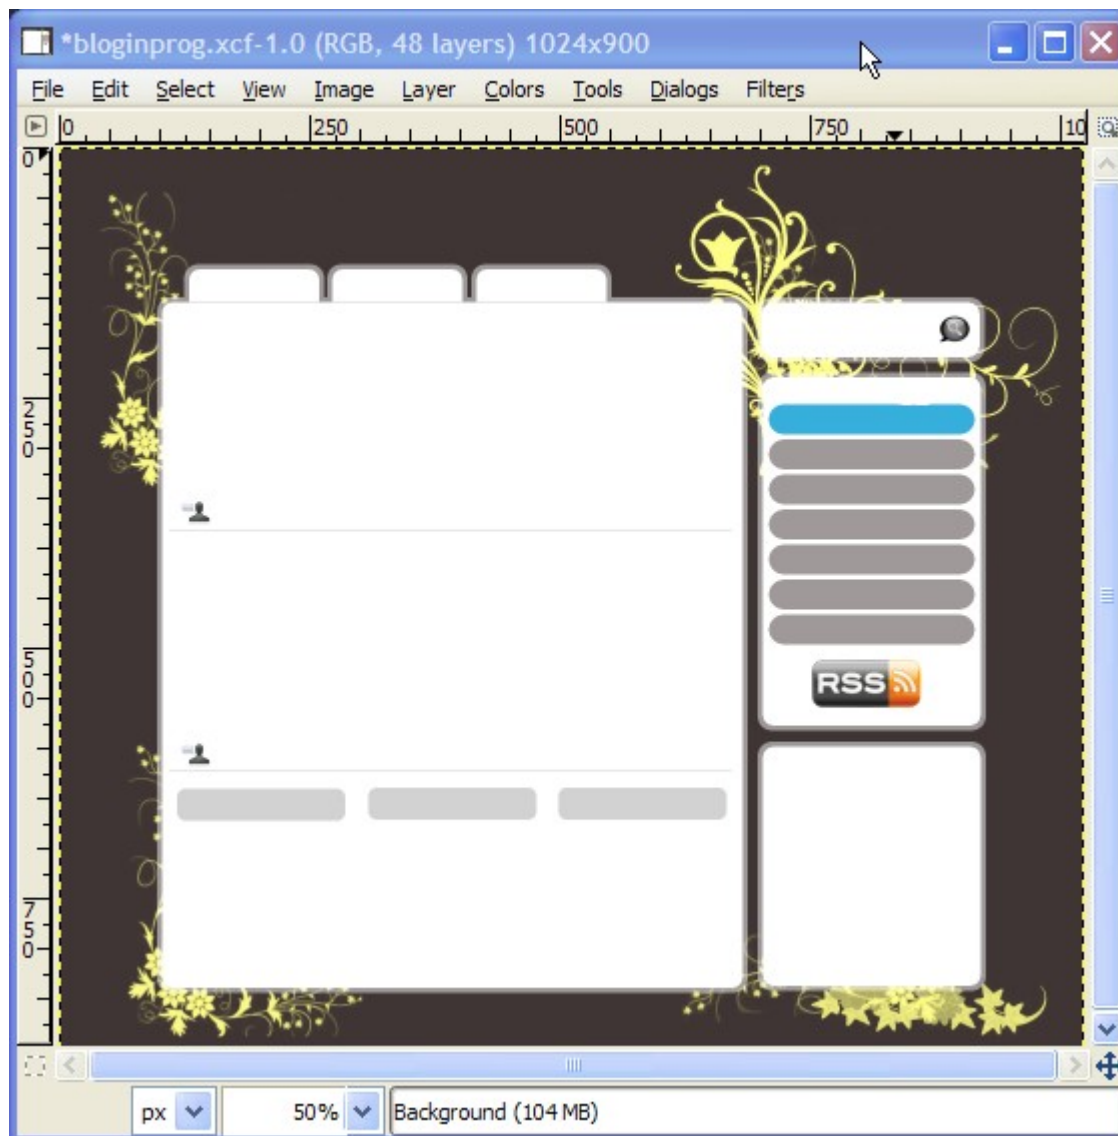 *bloginprog.xcf-1.0 (RGB, 48 layers) 1024x900
File Edit Select View Image Layer Colors Tools Dialogs Filters
0 250 500 750 10
0
250
500
750
RSS
px 50% Background (104 MB)